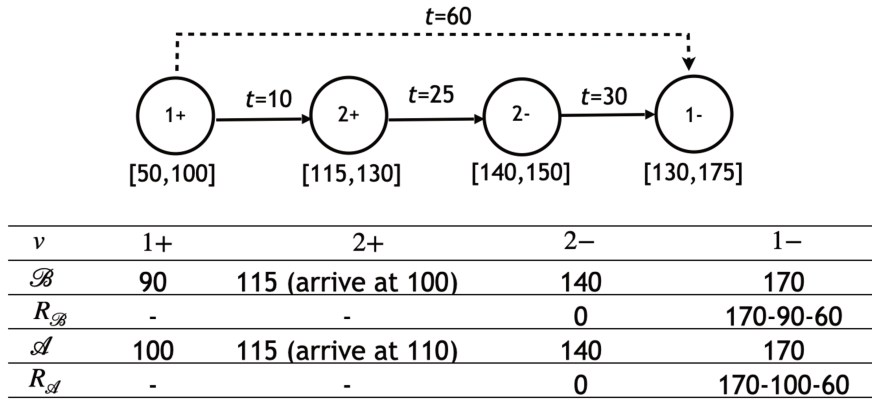 t=60
1+ t=10 2+ t=25 2- t=30 1-
[50,100] [115,130] [140,150] [130,175]
v 1+ 2+ 2− 1−
ℬ 90 115 (arrive at 100) 140 170
Rℬ - - 0 170-90-60
𝒜 100 115 (arrive at 110) 140 170
R𝒜 - - 0 170-100-60